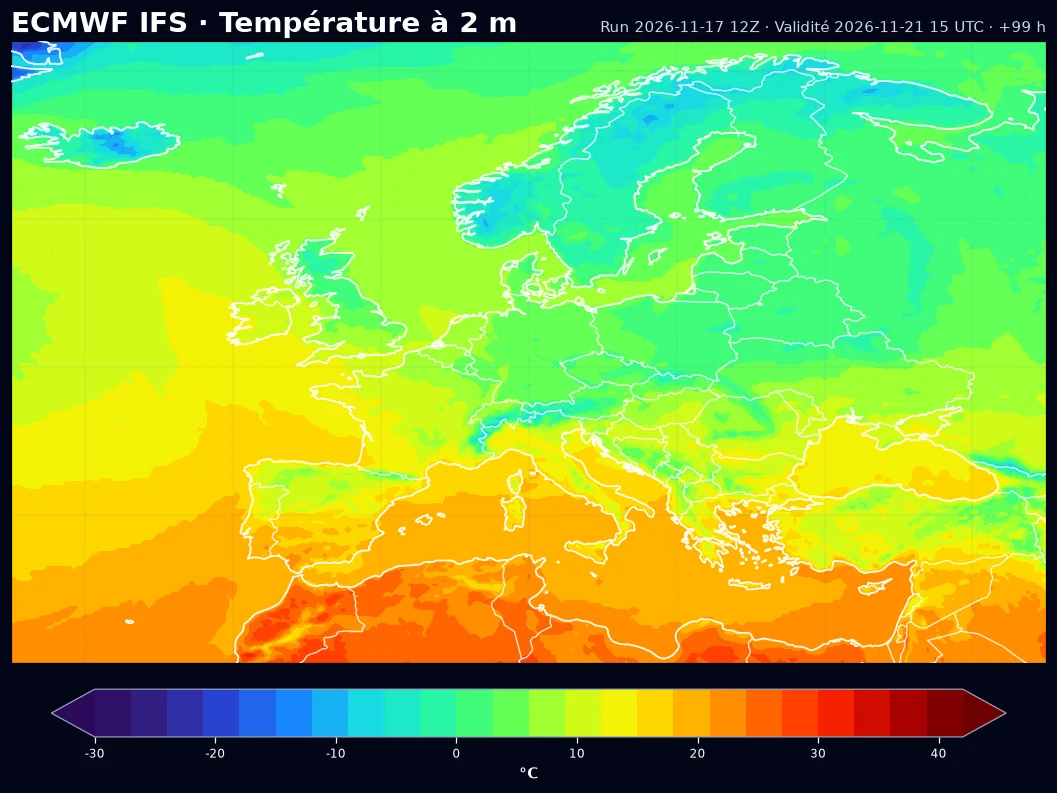 ECMWF IFS · Température à 2 m
Run 2026-11-17 12Z · Validité 2026-11-21 15 UTC · +99 h
-30 -20 -10 0 10 20 30 40
°C